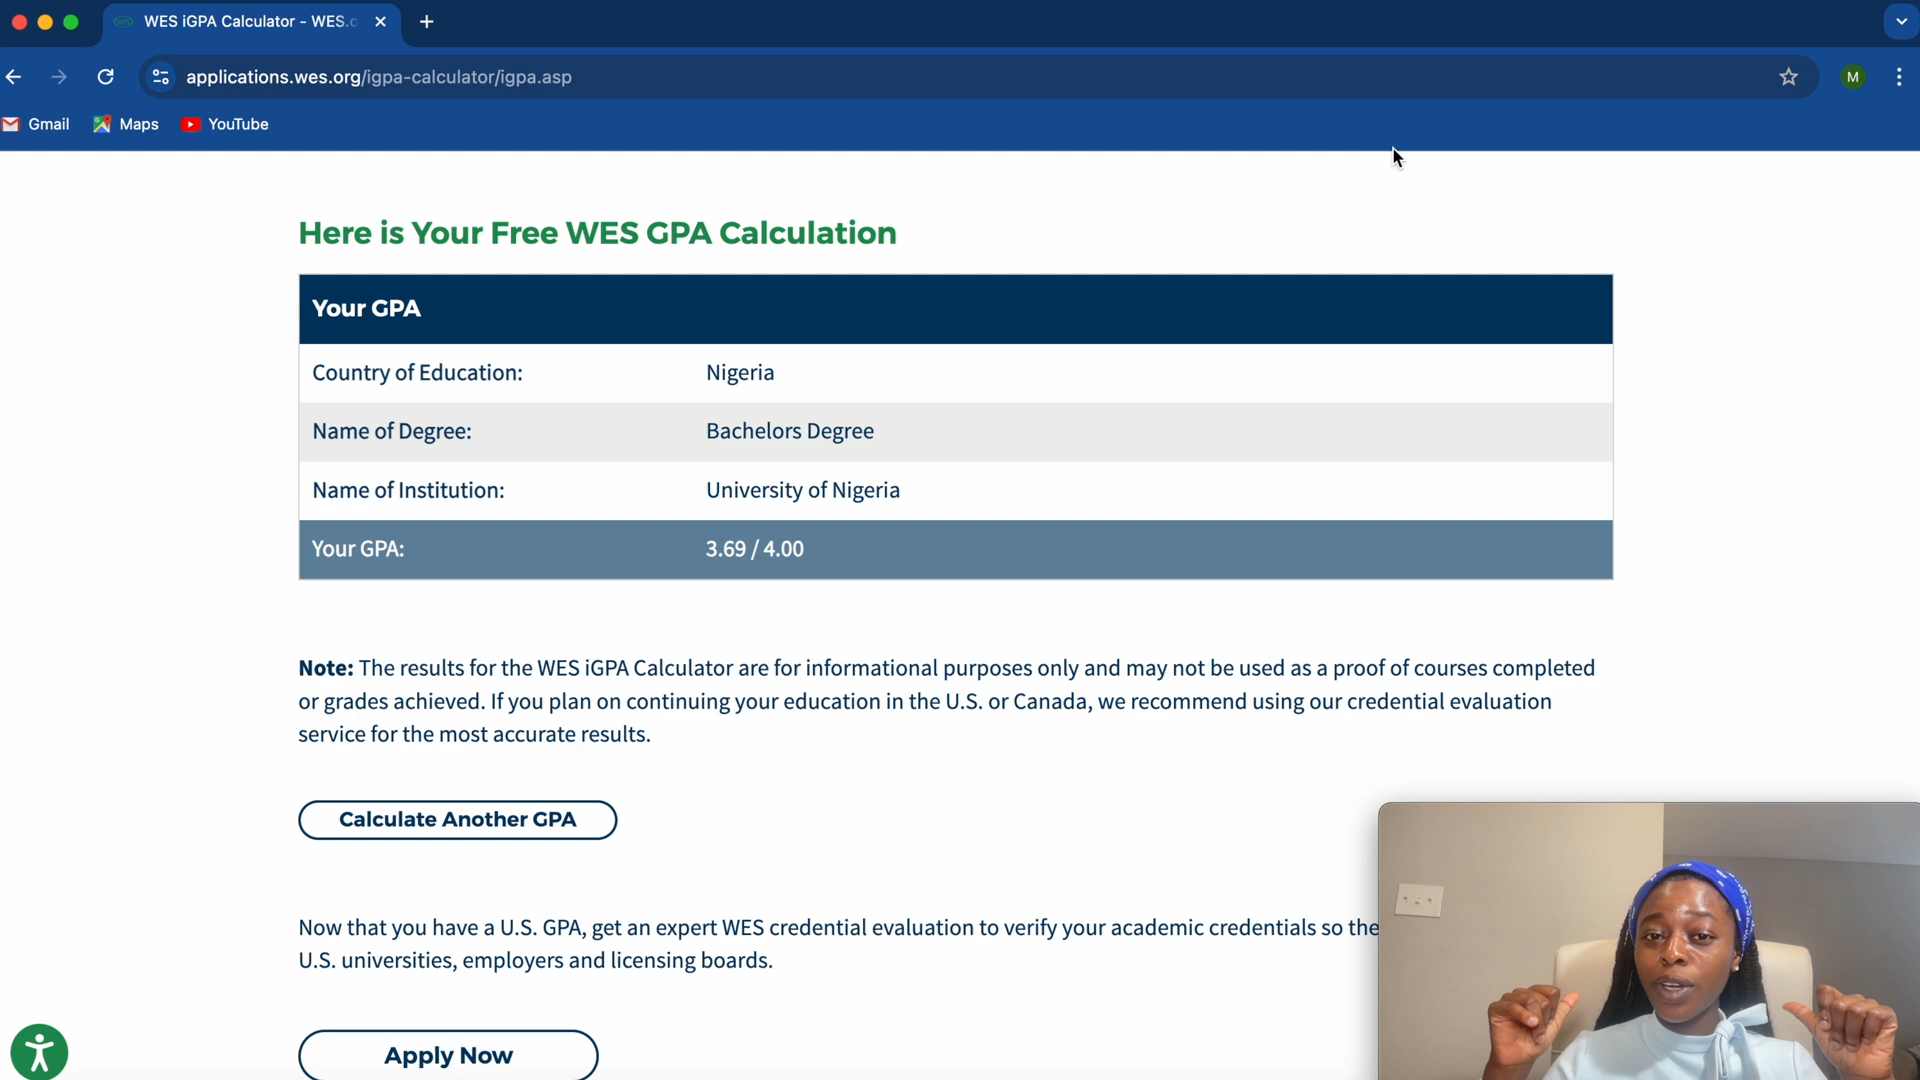 WES iGPA Calculator - WES.o
applications.wes.org/igpa-calculator/igpa.asp
M
Gmail
Maps
YouTube
Here is Your Free WES GPA Calculation
Your GPA
Country of Education: Nigeria
Name of Degree: Bachelors Degree
Name of Institution: University of Nigeria
Your GPA: 3.69 / 4.00
Note: The results for the WES iGPA Calculator are for informational purposes only and may not be used as a proof of courses completed
or grades achieved. If you plan on continuing your education in the U.S. or Canada, we recommend using our credential evaluation
service for the most accurate results.
Calculate Another GPA
Now that you have a U.S. GPA, get an expert WES credential evaluation to verify your academic credentials so the
U.S. universities, employers and licensing boards.
Apply Now